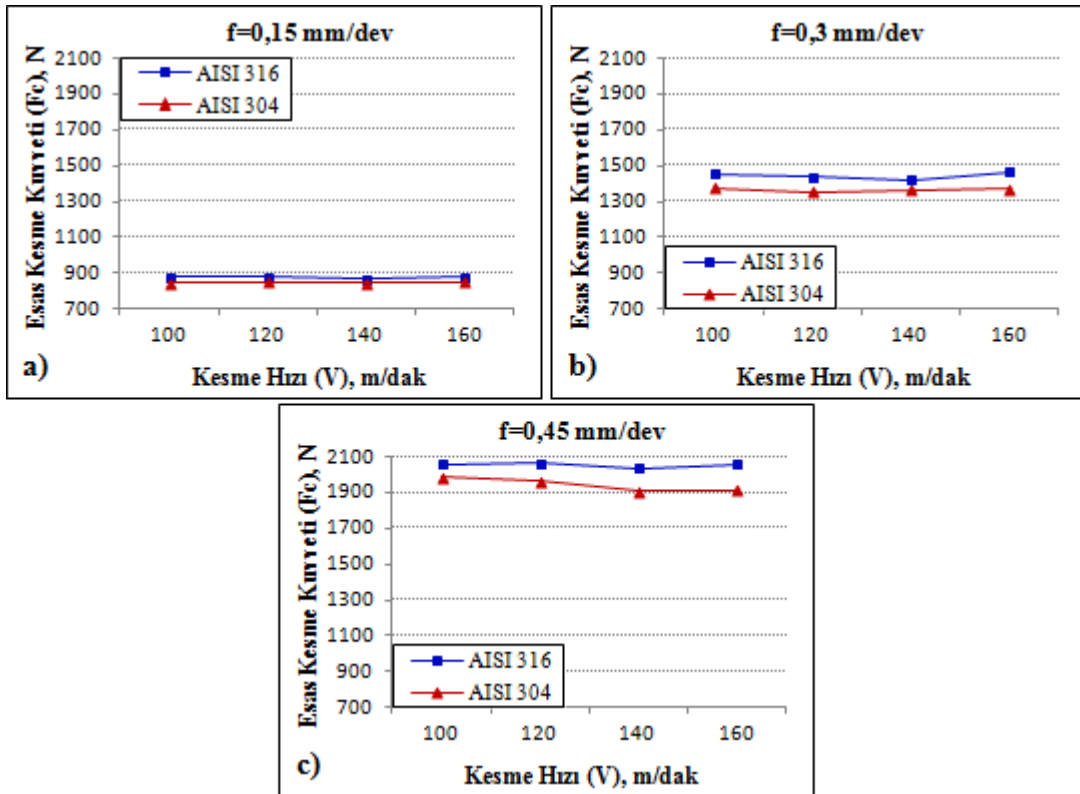 f=0,15 mm/dev
Esas Kesme Kuvveti (Fc), N
2100
1900
1700
1500
1300
1100
900
700
AISI 316
AISI 304
100 120 140 160
Kesme Hızı (V), m/dak
a)
f=0,3 mm/dev
Esas Kesme Kuvveti (Fc), N
2100
1900
1700
1500
1300
1100
900
700
AISI 316
AISI 304
100 120 140 160
Kesme Hızı (V), m/dak
b)
f=0,45 mm/dev
Esas Kesme Kuvveti (Fc), N
2100
1900
1700
1500
1300
1100
900
700
AISI 316
AISI 304
100 120 140 160
Kesme Hızı (V), m/dak
c)